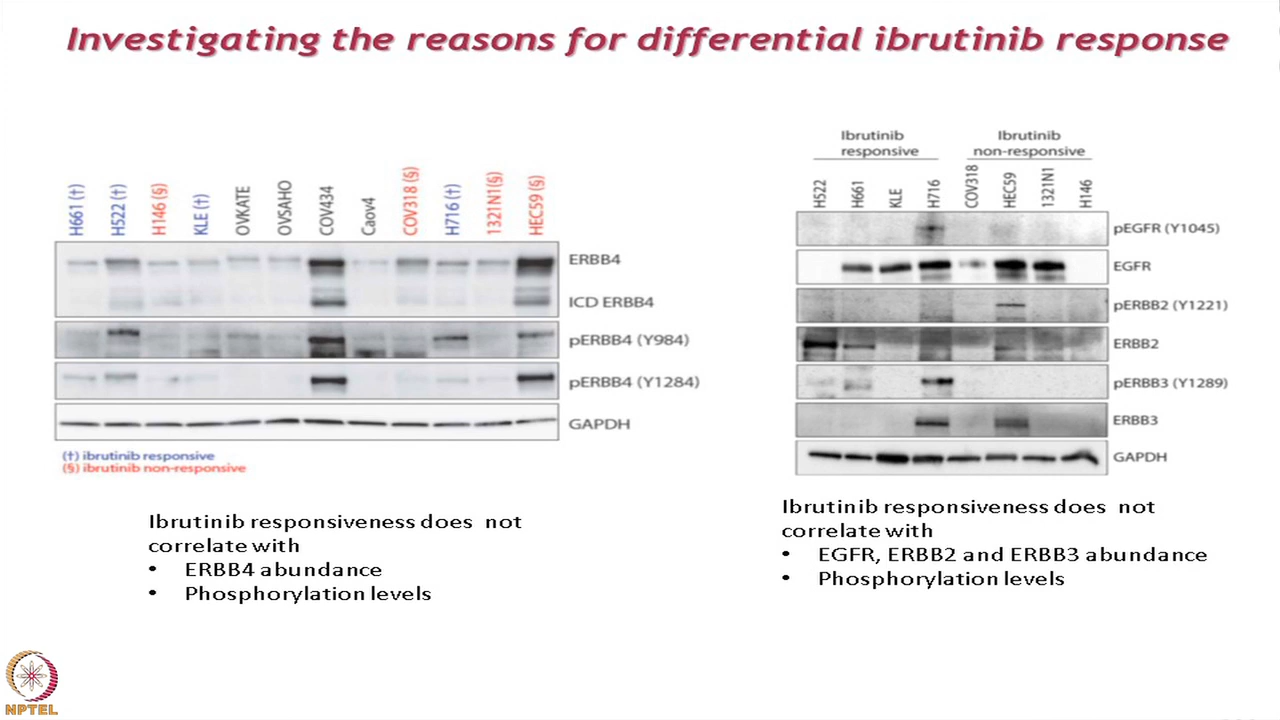 Investigating the reasons for differential ibrutinib response
H661 (†)
H522 (†)
H146 (§)
KLE (†)
OVKATE
OVSAHO
COV434
Caov4
COV318 (§)
H716 (†)
1321N1(§)
HEC59 (§)
ERBB4
ICD ERBB4
pERBB4 (Y984)
pERBB4 (Y1284)
GAPDH
(†) ibrutinib responsive
(§) ibrutinib non-responsive
Ibrutinib responsiveness does not
correlate with
• ERBB4 abundance
• Phosphorylation levels
Ibrutinib
responsive
Ibrutinib
non-responsive
H522
H661
KLE
H716
COV318
HEC59
1321N1
H146
pEGFR (Y1045)
EGFR
pERBB2 (Y1221)
ERBB2
pERBB3 (Y1289)
ERBB3
GAPDH
Ibrutinib responsiveness does not
correlate with
• EGFR, ERBB2 and ERBB3 abundance
• Phosphorylation levels
NPTEL